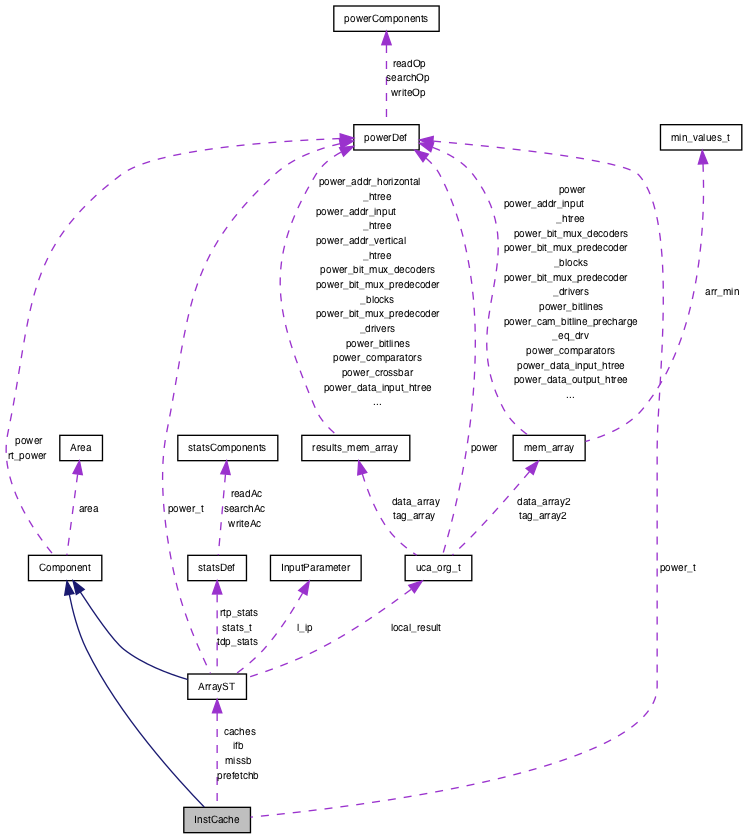 powerComponents
readOp
searchOp
writeOp
powerDef
min_values_t
power_addr_horizontal
_htree
power_addr_input
_htree
power_addr_vertical
_htree
power_bit_mux_decoders
power_bit_mux_predecoder
_blocks
power_bit_mux_predecoder
_drivers
power_bitlines
power_comparators
power_crossbar
power_data_input_htree
...
power
power_addr_input
_htree
power_bit_mux_decoders
power_bit_mux_predecoder
_blocks
power_bit_mux_predecoder
_drivers
power_bitlines
power_cam_bitline_precharge
_eq_drv
power_comparators
power_data_input_htree
power_data_output_htree
...
arr_min
power
rt_power
Area
statsComponents
results_mem_array
power
mem_array
area
power_t
readAc
searchAc
writeAc
data_array
tag_array
data_array2
tag_array2
Component
statsDef
InputParameter
uca_org_t
power_t
rtp_stats
stats_t
tdp_stats
l_ip
local_result
ArrayST
caches
ifb
missb
prefetchb
InstCache